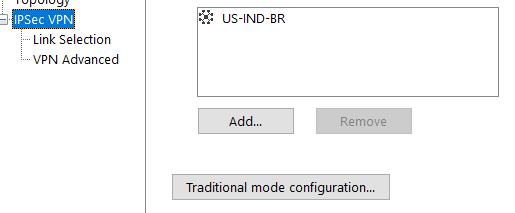 Topology
IPSec VPN
Link Selection
VPN Advanced
US-IND-BR
Add...
Remove
Traditional mode configuration...